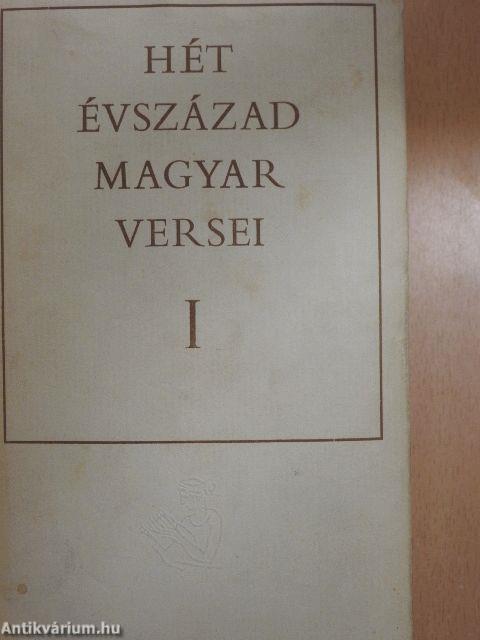 HÉT
ÉVSZÁZAD
MAGYAR
VERSEI
I
Antikvárium.hu